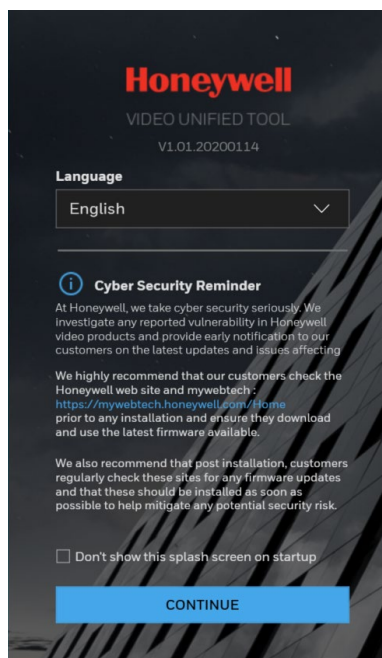 Honeywell
VIDEO UNIFIED TOOL
V1.01.20200114
Language
English
Cyber Security Reminder
At Honeywell, we take cyber security seriously. We
investigate any reported vulnerability in Honeywell
video products and provide early notification to our
customers on the latest updates and issues affecting
We highly recommend that our customers check the
Honeywell web site and mywebtech :
https://mywebtech.honeywell.com/Home
prior to any installation and ensure they download
and use the latest firmware available.
We also recommend that post installation, customers
regularly check these sites for any firmware updates
and that these should be installed as soon as
possible to help mitigate any potential security risk.
Don't show this splash screen on startup
CONTINUE